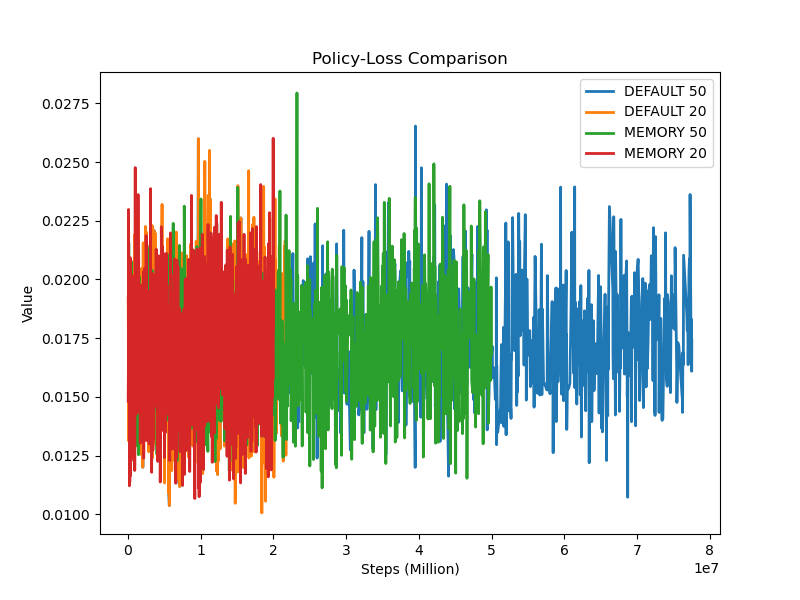 Policy-Loss Comparison
DEFAULT 50
DEFAULT 20
MEMORY 50
MEMORY 20
Value
0.0275
0.0250
0.0225
0.0200
0.0175
0.0150
0.0125
0.0100
0 1 2 3 4 5 6 7 8
1e7
Steps (Million)